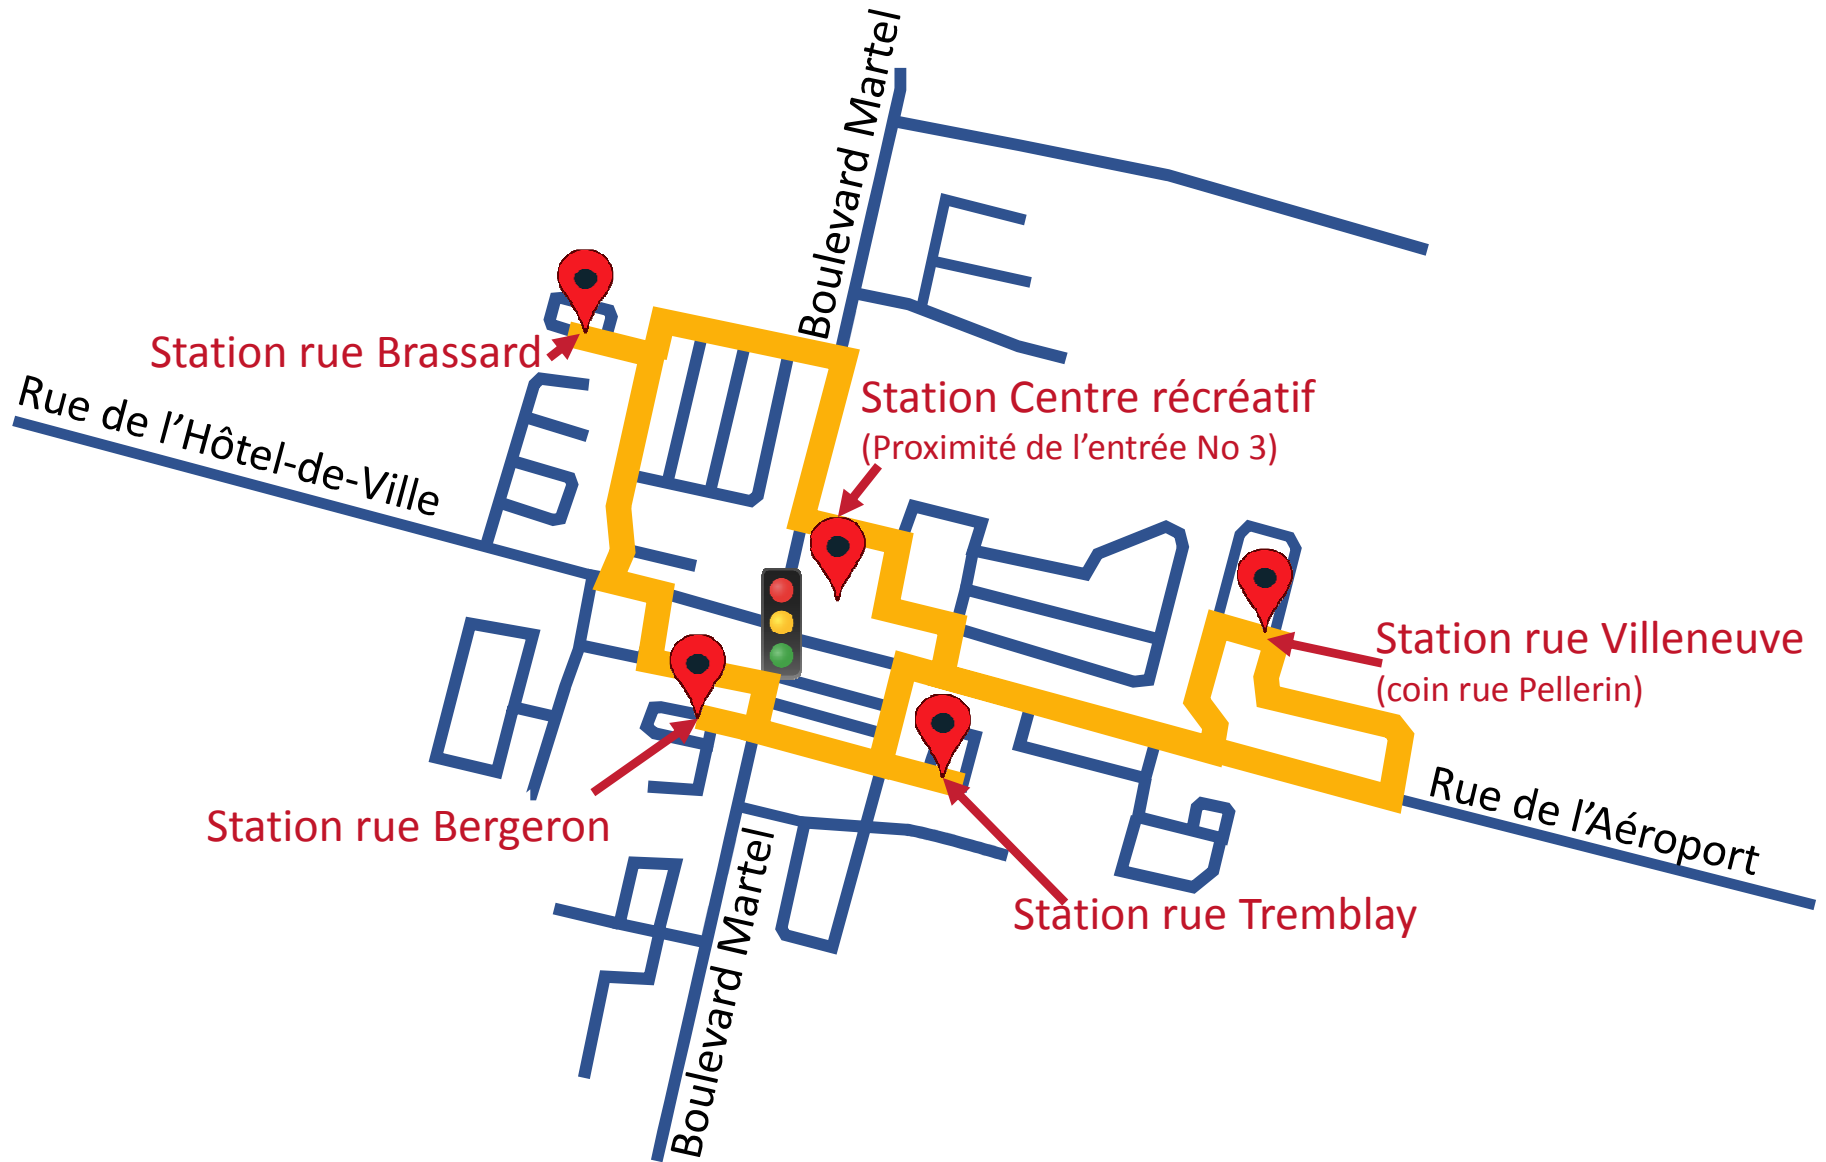 Boulevard Martel
Station rue Brassard
Rue de l'Hôtel-de-Ville
Station Centre récréatif
(Proximité de l'entrée No 3)
Station rue Villeneuve
(coin rue Pellerin)
Rue de l'Aéroport
Station rue Bergeron
Boulevard Martel
Station rue Tremblay